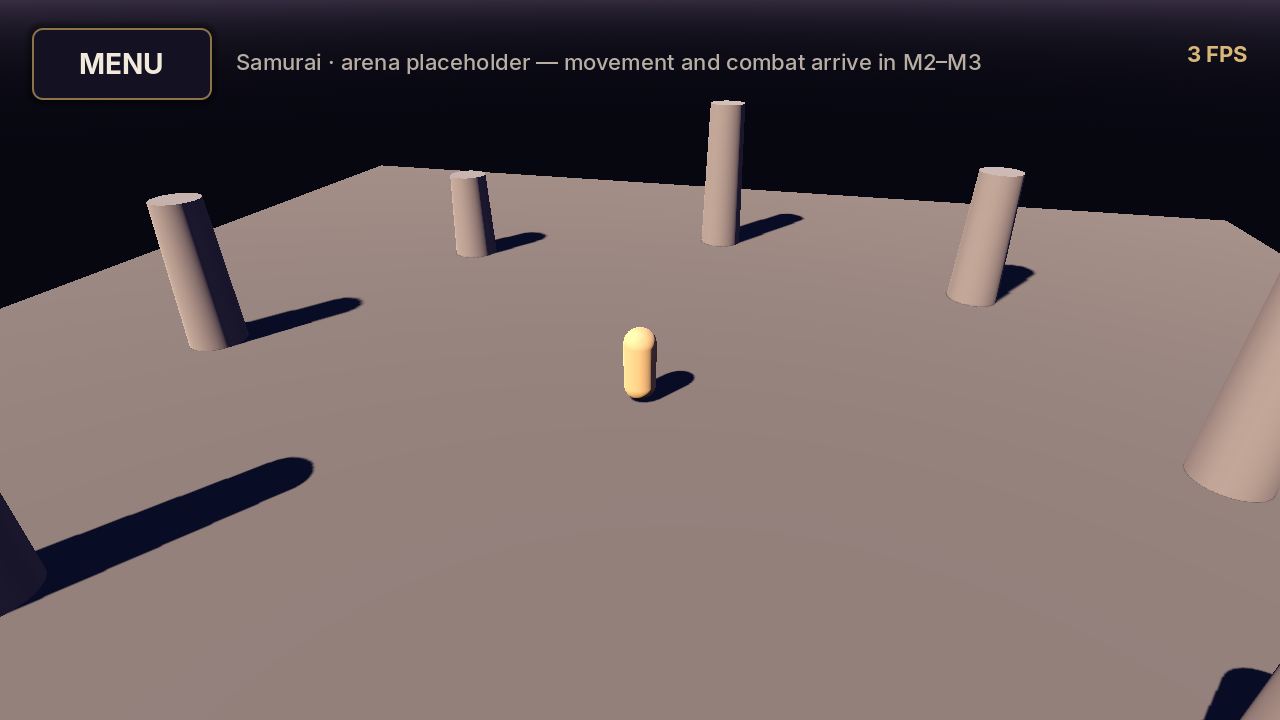 MENU
Samurai · arena placeholder — movement and combat arrive in M2–M3
3 FPS